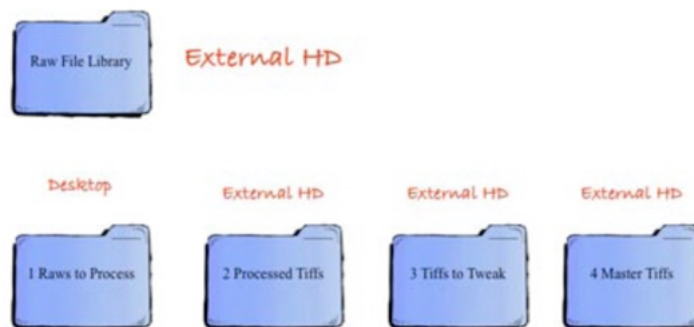 Raw File Library
External HD
Desktop
External HD
External HD
External HD
1 Raws to Process
2 Processed Tiffs
3 Tiffs to Tweak
4 Master Tiffs